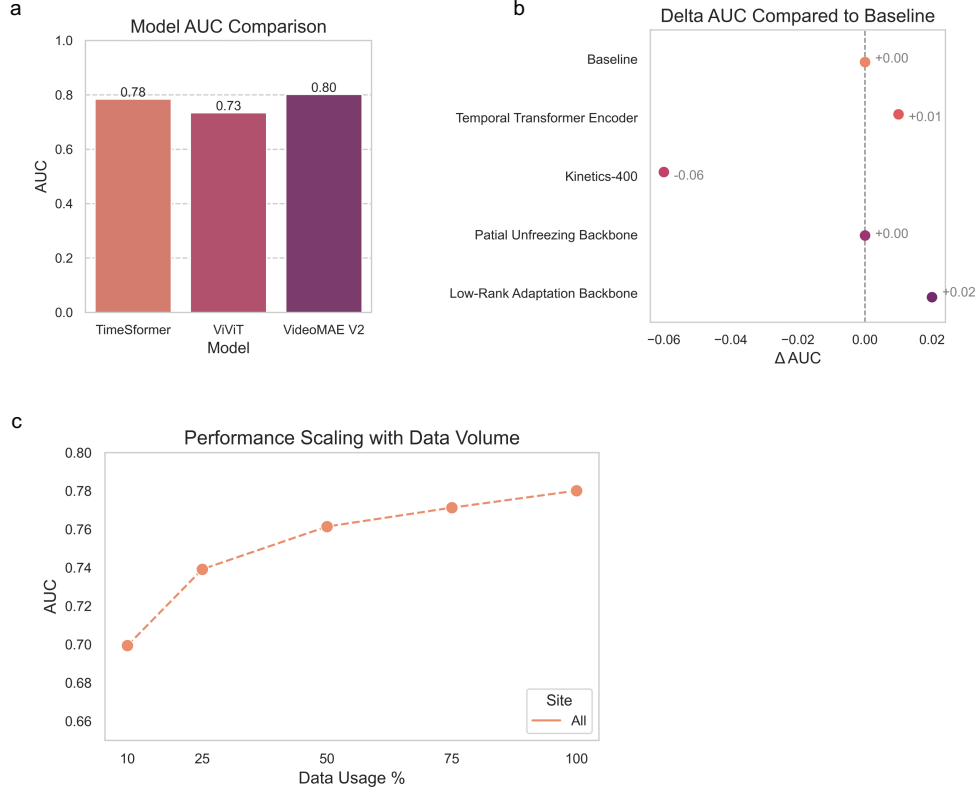 a
Model AUC Comparison
1.0
0.8
0.6
0.4
0.2
0.0
AUC
0.78
0.73
0.80
TimeSformer
ViViT
VideoMAE V2
Model
b
Delta AUC Compared to Baseline
Baseline
Temporal Transformer Encoder
Kinetics-400
Patial Unfreezing Backbone
Low-Rank Adaptation Backbone
+0.00
+0.01
-0.06
+0.00
+0.02
−0.06
−0.04
−0.02
0.00
0.02
Δ AUC
c
Performance Scaling with Data Volume
0.80
0.78
0.76
0.74
0.72
0.70
0.68
0.66
AUC
Site
All
10
25
50
75
100
Data Usage %